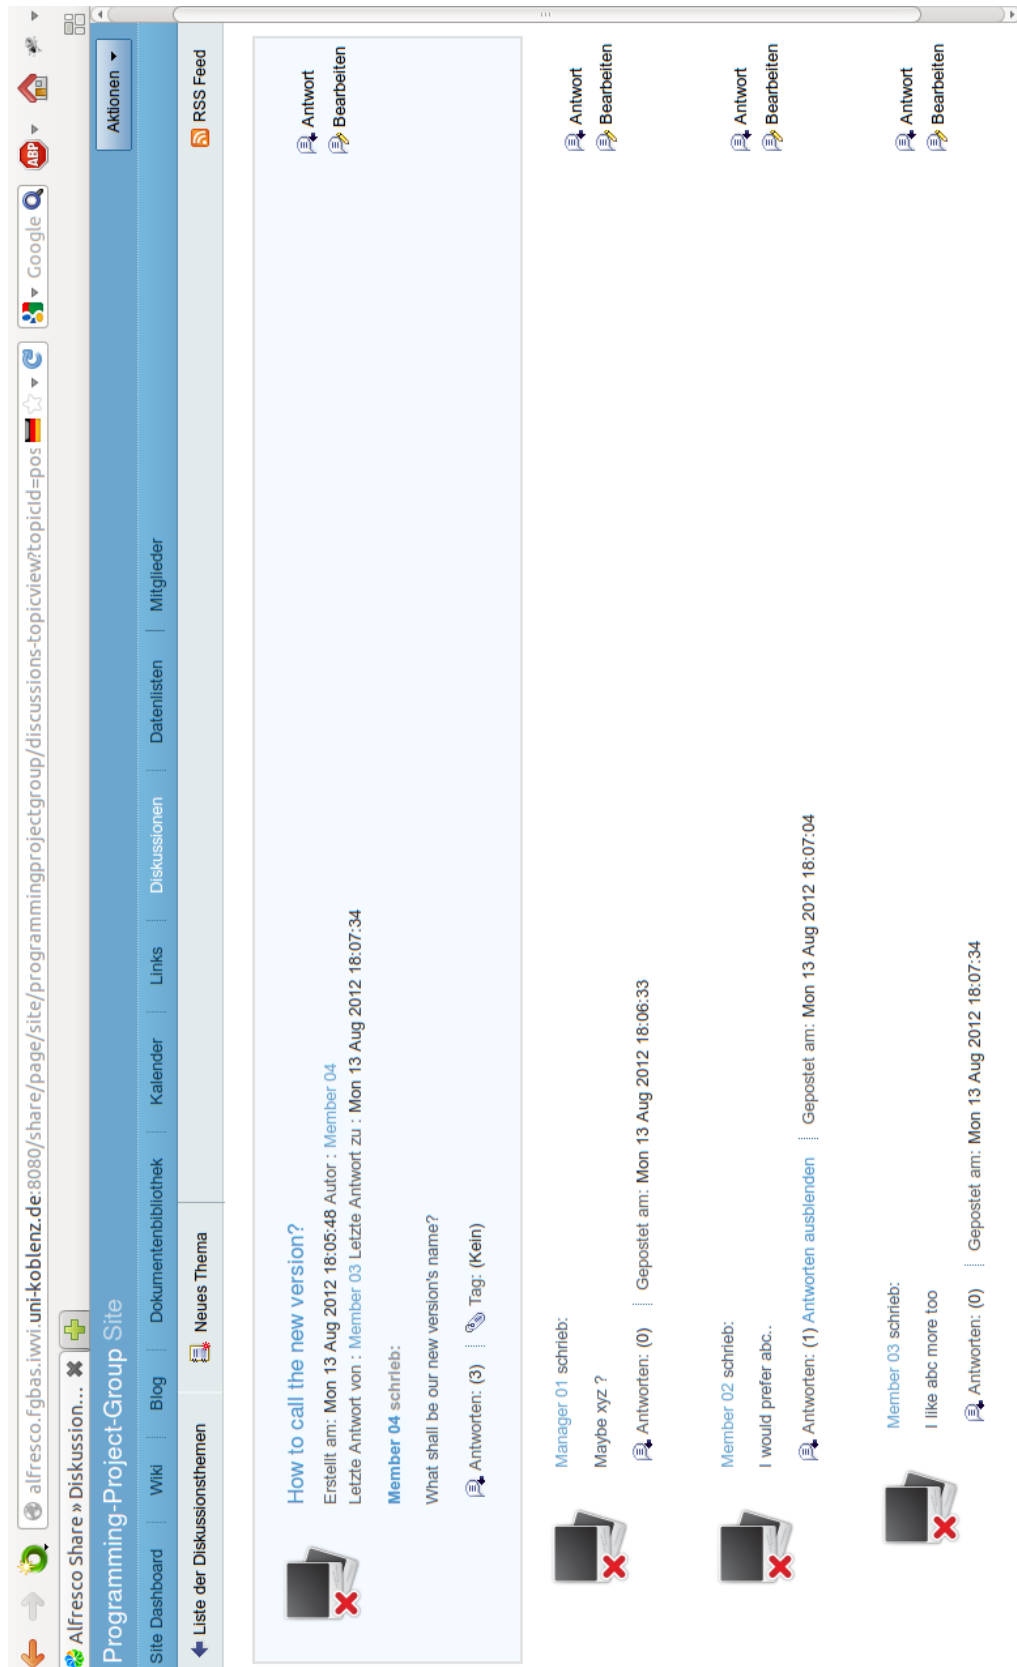 alfresco.fgbas.iwvi.uni-koblenz.de:8080/share/page/site/programmingprojectgroup/discussions-topicview?topicId=pos
Google
ABP
Alfresco Share » Diskussion...
Programming-Project-Group Site
Aktionen
Site Dashboard Wiki Blog Dokumentenbibliothek Kalender Links Diskussionen Datenlisten Mitglieder
Liste der Diskussionsthemen Neues Thema RSS Feed
How to call the new version?
Antwort
Erstellt am: Mon 13 Aug 2012 18:05:48 Autor : Member 04
Bearbeiten
Letzte Antwort von : Member 03 Letzte Antwort zu : Mon 13 Aug 2012 18:07:34
Member 04 schrieb:
What shall be our new version's name?
Antworten: (3) Tag: (Kein)
Manager 01 schrieb:
Antwort
Maybe xyz ?
Bearbeiten
Antworten: (0) Gepostet am: Mon 13 Aug 2012 18:06:33
Member 02 schrieb:
Antwort
I would prefer abc..
Bearbeiten
Antworten: (1) Antworten ausblenden Gepostet am: Mon 13 Aug 2012 18:07:04
Member 03 schrieb:
Antwort
I like abc more too
Bearbeiten
Antworten: (0) Gepostet am: Mon 13 Aug 2012 18:07:34